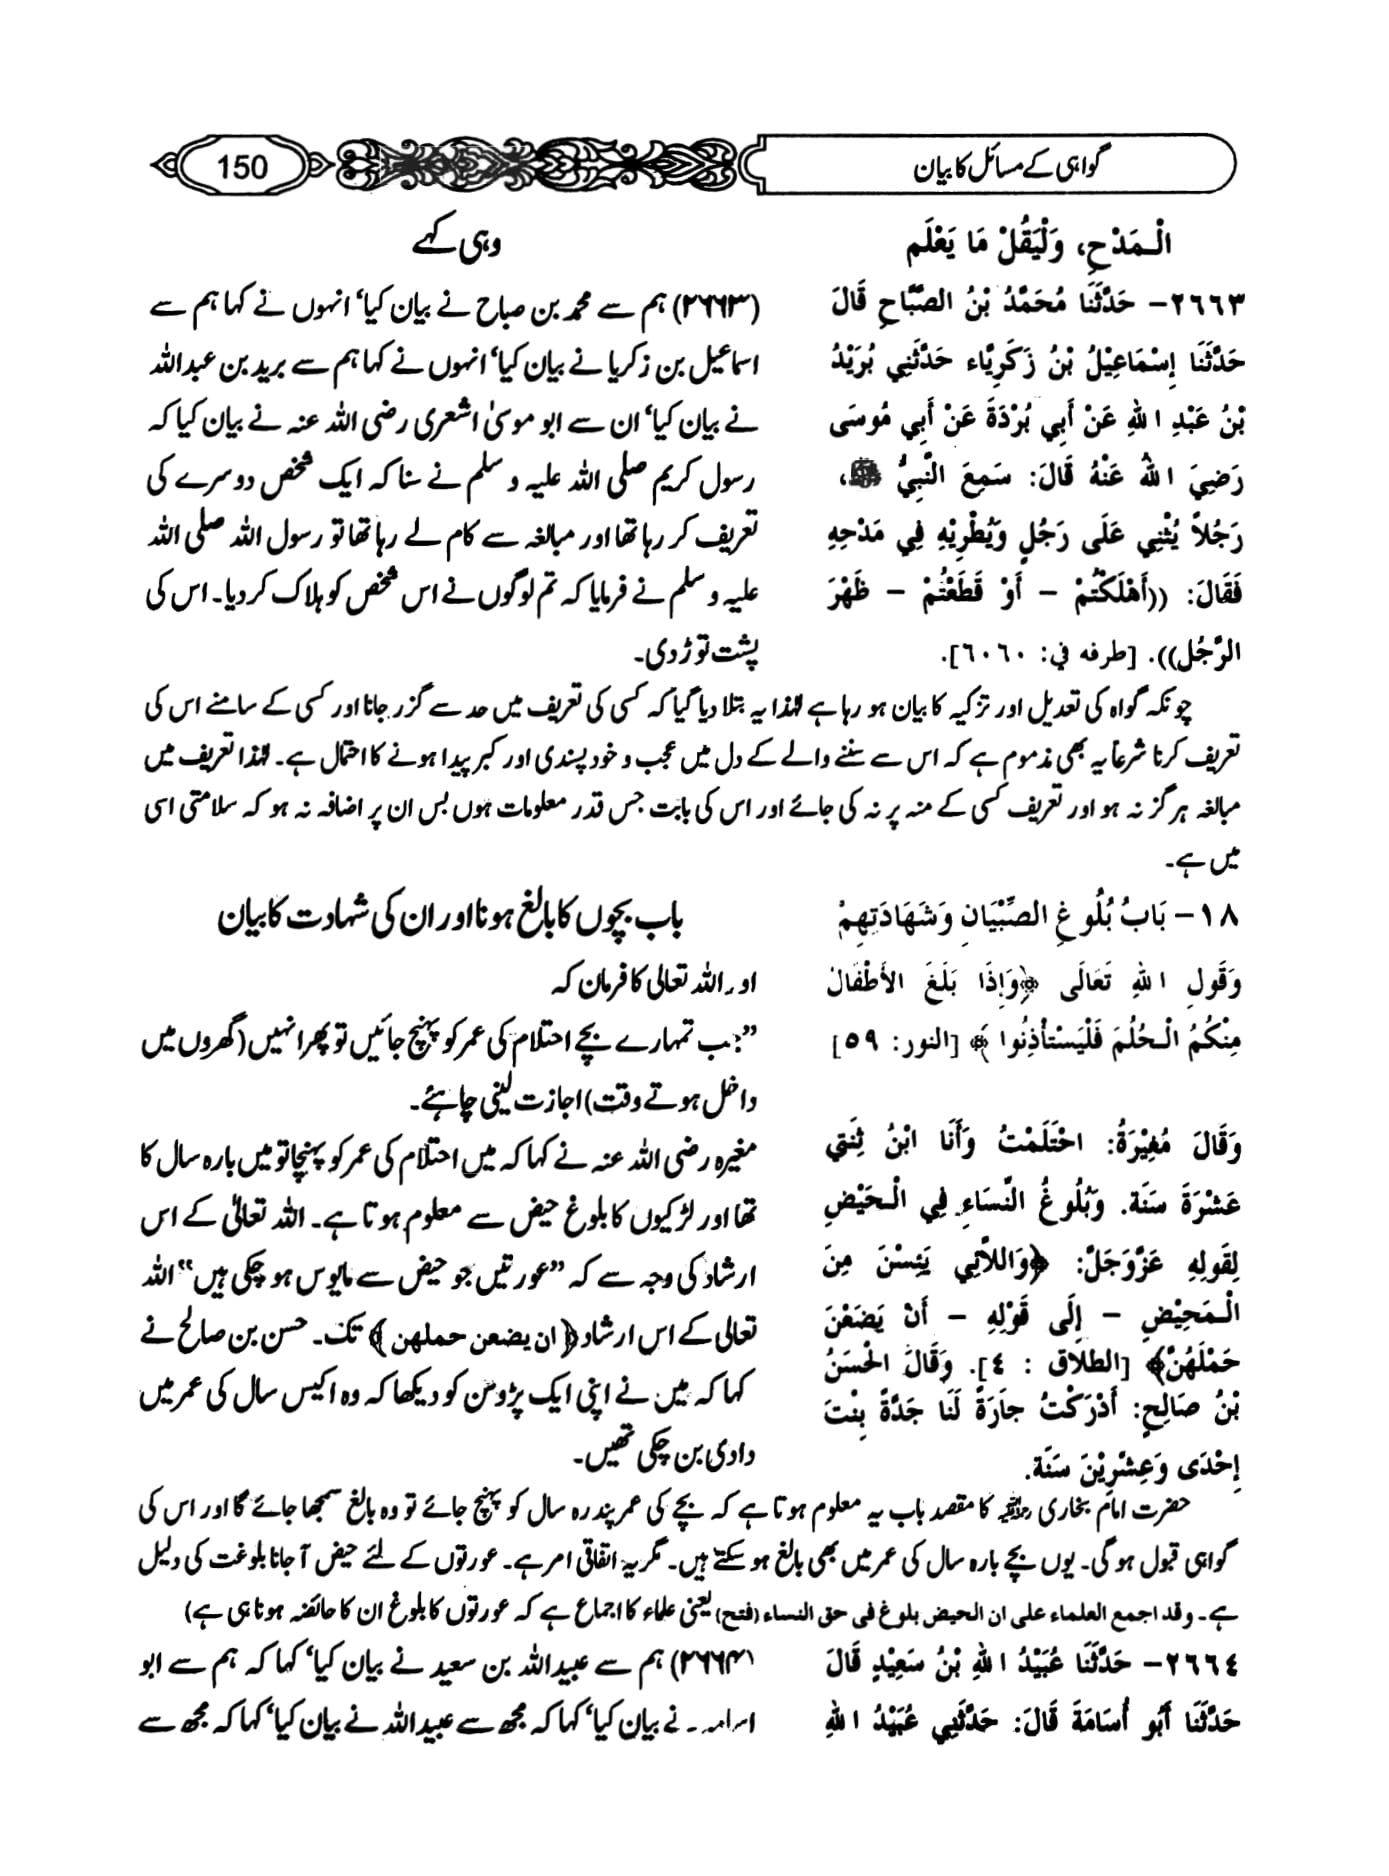 گواہی کے مسائل کا بیان
150
الْـمَدْحِ، وَلْيَقُلْ مَا يَعْلَم
٢٦٦٣- حَدَّثَنَا مُحَمَّدُ بْنُ الصَّبَّاحِ قَالَ
حَدَّثَنَا إِسْمَاعِيْلُ بْنُ زَكَرِيَّاء حَدَّثَنِي بُرَيْدُ
بْنُ عَبْدِ اللهِ عَنْ أَبِي بُرْدَةَ عَنْ أَبِي مُوسَى
رَضِيَ اللهُ عَنْهُ قَالَ: سَمِعَ النَّبِيُّ ﷺ،
رَجُلاً يُثْنِي عَلَى رَجُلٍ وَيُطْرِيْهِ فِي مَدْحِهِ
فَقَالَ: ((أَهْلَكْتُمْ - أَوْ قَطَعْتُمْ - ظَهْرَ
الرَّجُلِ)). [طرفه في: ٦٠٦٠].
وہی کہے
(۲۶۶۳) ہم سے محمد بن صباح نے بیان کیا‘ انہوں نے کہا ہم سے
اسماعیل بن زکریا نے بیان کیا‘ انہوں نے کہا ہم سے برید بن عبداللہ
نے بیان کیا‘ ان سے ابو موسیٰ اشعری رضی اللہ عنہ نے بیان کیا کہ
رسول کریم صلی اللہ علیہ و سلم نے سنا کہ ایک شخص دوسرے کی
تعریف کر رہا تھا اور مبالغہ سے کام لے رہا تھا تو رسول اللہ صلی اللہ
علیہ و سلم نے فرمایا کہ تم لوگوں نے اس شخص کو ہلاک کر دیا۔ اس کی
پشت توڑ دی۔
چونکہ گواہ کی تعدیل اور تزکیہ کا بیان ہو رہا ہے لہٰذا یہ بتلا دیا گیا کہ کسی کی تعریف میں حد سے گزر جانا اور کسی کے سامنے اس کی
تعریف کرنا شرعاً یہ بھی مذموم ہے کہ اس سے سننے والے کے دل میں عجب و خود پسندی اور کبر پیدا ہونے کا احتمال ہے۔ لہٰذا تعریف میں
مبالغہ ہرگز نہ ہو اور تعریف کسی کے منہ پر نہ کی جائے اور اس کی بابت جس قدر معلومات ہوں بس ان پر اضافہ نہ ہو کہ سلامتی اسی
میں ہے۔
١٨- بَابُ بُلُوغِ الصِّبْيَانِ وَشَهَادَتِهِمْ
وَقَولِ اللهِ تَعَالَى ﴿وَإِذَا بَلَغَ الأَطْفَالُ
مِنْكُمُ الْـحُلُمَ فَلْيَسْتَأْذِنُوا﴾ [النور: ٥٩]
وَقَالَ مُغِيْرَةُ: احْتَلَمْتُ وَأَنَا ابْنُ ثِنَتِي
عَشْرَةَ سَنَة. وَبُلُوغُ النِّسَاءِ فِي الْـحَيْضِ
لِقَولِهِ عَزَّوَجَلَّ: ﴿وَاللاَّئِي يَئِسْنَ مِنَ
الْـمَحِيْضِ - إِلَى قَوْلِهِ - أَنْ يَضَعْنَ
حَمْلَهُنَّ﴾ [الطلاق : ٤]. وَقَالَ الْحَسَنُ
بْنُ صَالِحٍ: أَدْرَكْتُ جَارَةً لَنَا جَدَّةً بِنْتَ
إِحْدَى وَعِشْرِيْنَ سَنَة.
باب بچوں کا بالغ ہونا اور ان کی شہادت کا بیان
اور اللہ تعالیٰ کا فرمان کہ
”جب تمہارے بچے احتلام کی عمر کو پہنچ جائیں تو پھر انہیں (گھروں میں
داخل ہوتے وقت) اجازت لینی چاہئے۔
مغیرہ رضی اللہ عنہ نے کہا کہ میں احتلام کی عمر کو پہنچا تو میں بارہ سال کا
تھا اور لڑکیوں کا بلوغ حیض سے معلوم ہوتا ہے۔ اللہ تعالیٰ کے اس
ارشاد کی وجہ سے کہ ”عورتیں جو حیض سے مایوس ہو چکی ہیں“ اللہ
تعالیٰ کے اس ارشاد ﴿ان یضعن حملهن﴾ تک۔ حسن بن صالح نے
کہا کہ میں نے اپنی ایک پڑوسن کو دیکھا کہ وہ اکیس سال کی عمر میں
دادی بن چکی تھیں۔
حضرت امام بخاری رحمہ اللہ کا مقصد باب یہ معلوم ہوتا ہے کہ بچے کی عمر پندرہ سال کو پہنچ جائے تو وہ بالغ سمجھا جائے گا اور اس کی
گواہی قبول ہوگی۔ یوں بچے بارہ سال کی عمر میں بھی بالغ ہو سکتے ہیں۔ مگر یہ اتفاقی امر ہے۔ عورتوں کے لئے حیض آ جانا بلوغت کی دلیل
ہے۔ وقد اجمع العلماء علی ان الحیض بلوغ فی حق النساء (فتح) یعنی علماء کا اجماع ہے کہ عورتوں کا بلوغ ان کا حائضہ ہونا ہی ہے)
٢٦٦٤- حَدَّثَنَا عُبَيْدُ اللهِ بْنُ سَعِيْدٍ قَالَ
حَدَّثَنَا أَبُو أُسَامَةَ قَالَ: حَدَّثَنِي عُبَيْدُ اللهِ
(۲۶۶۴) ہم سے عبیداللہ بن سعید نے بیان کیا‘ کہا کہ ہم سے ابو
اسامہ نے بیان کیا‘ کہا کہ مجھ سے عبیداللہ نے بیان کیا‘ کہا کہ مجھ سے